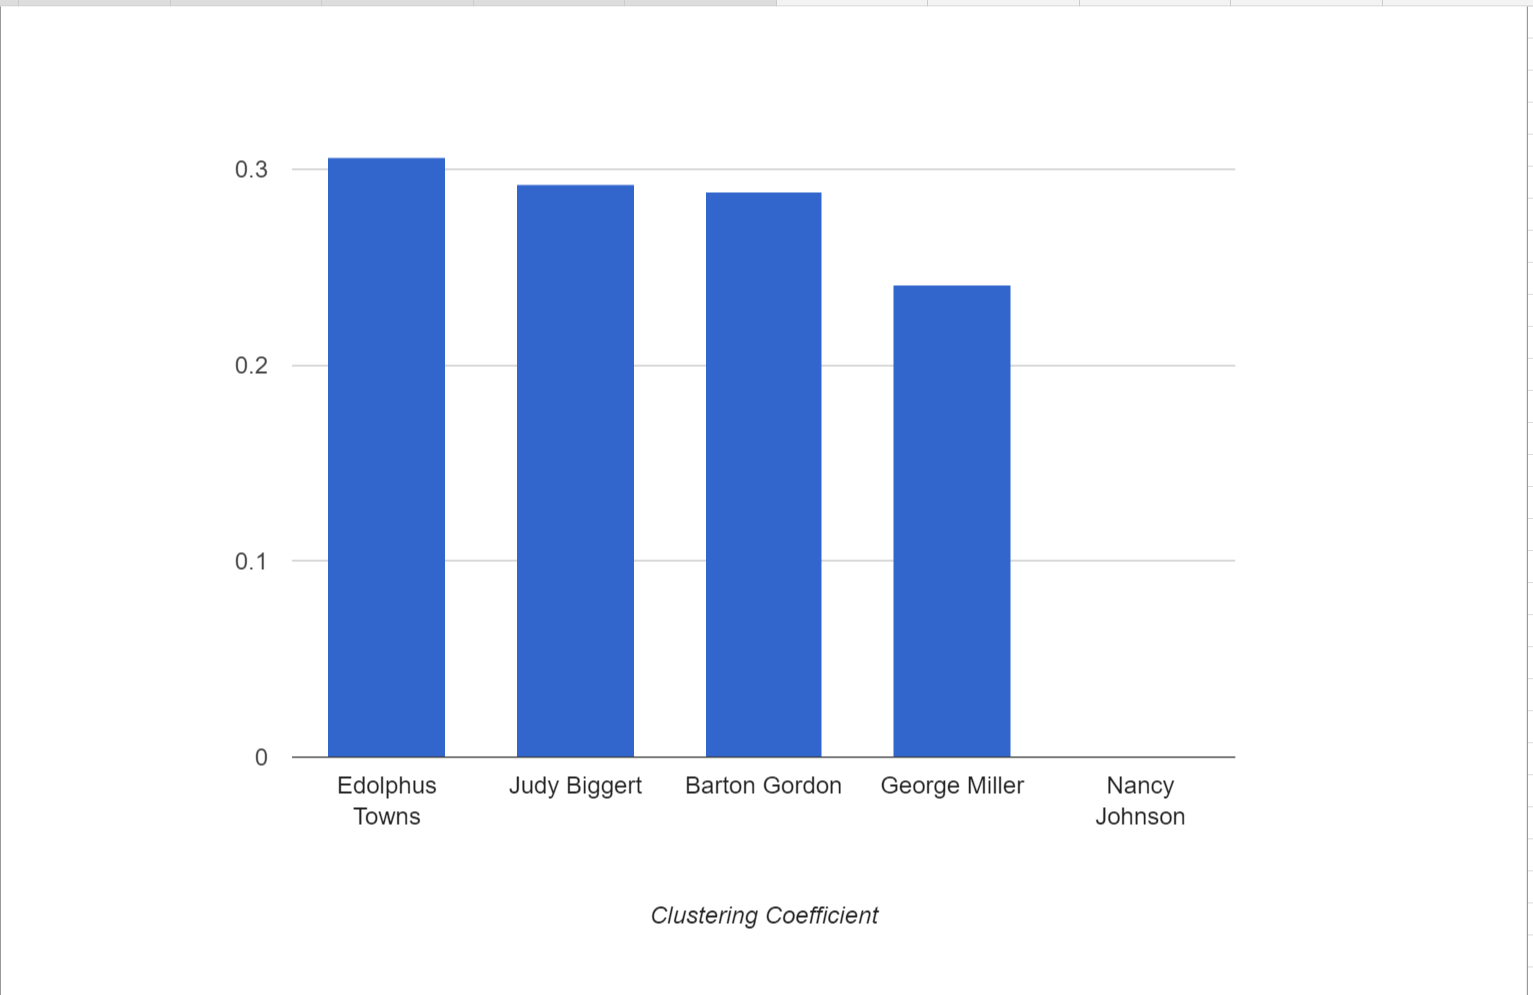 0.3
0.2
0.1
0
Edolphus
Towns
Judy Biggert
Barton Gordon
George Miller
Nancy
Johnson
Clustering Coefficient